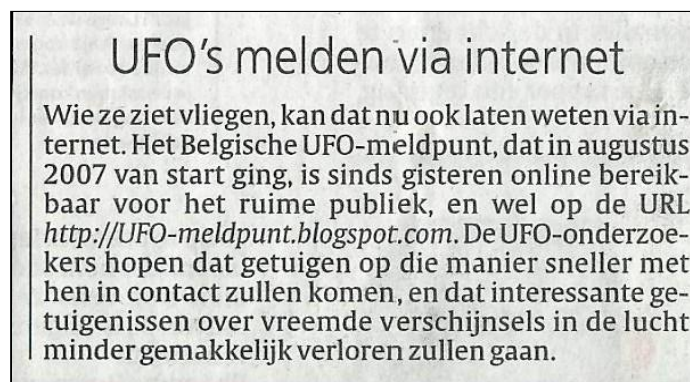 UFO's melden via internet
Wie ze ziet vliegen, kan dat nu ook laten weten via in-
ternet. Het Belgische UFO-meldpunt, dat in augustus
2007 van start ging, is sinds gisteren online bereik-
baar voor het ruime publiek, en wel op de URL
http://UFO-meldpunt.blogspot.com. De UFO-onderzoe-
kers hopen dat getuigen op die manier sneller met
hen in contact zullen komen, en dat interessante ge-
tuigenissen over vreemde verschijnsels in de lucht
minder gemakkelijk verloren zullen gaan.